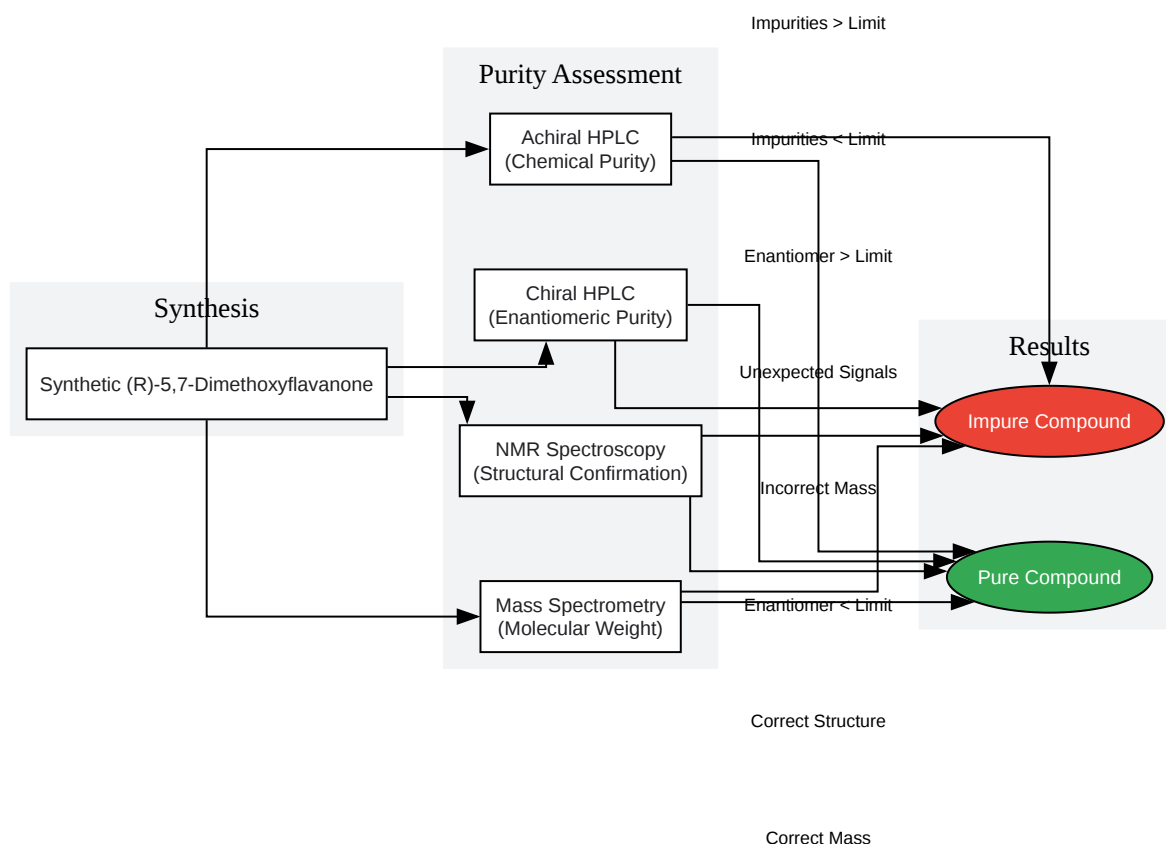 Impurities > Limit
Purity Assessment
Achiral HPLC
(Chemical Purity)
Impurities < Limit
Enantiomer > Limit
Chiral HPLC
(Enantiomeric Purity)
Synthesis
Synthetic (R)-5,7-Dimethoxyflavanone
Unexpected Signals
Results
Impure Compound
NMR Spectroscopy
(Structural Confirmation)
Incorrect Mass
Pure Compound
Mass Spectrometry
(Molecular Weight)
Enantiomer < Limit
Correct Structure
Correct Mass